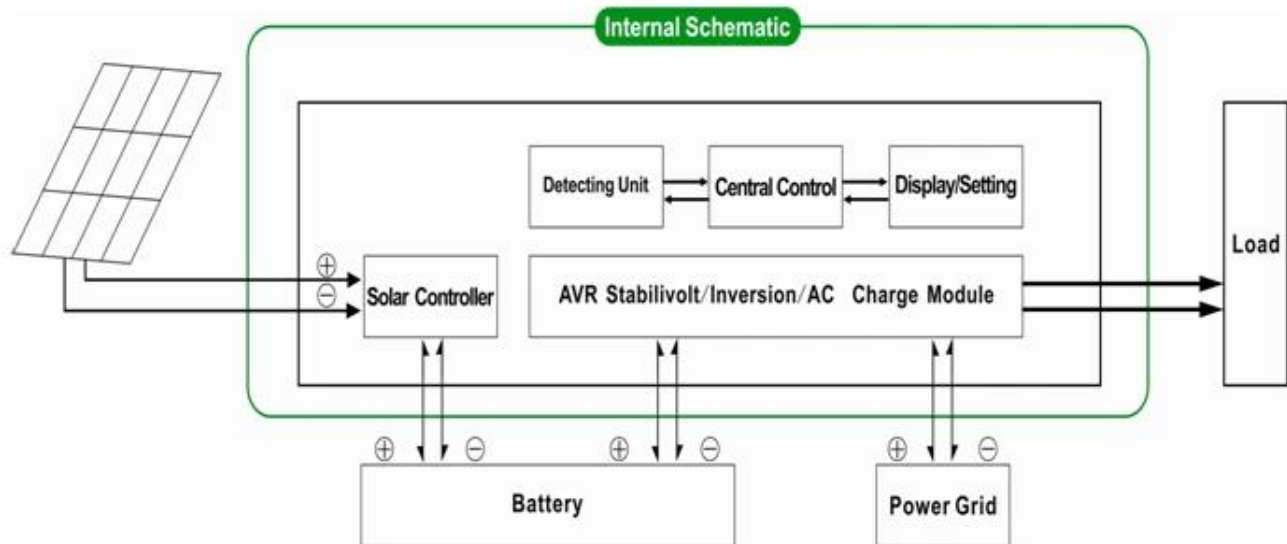 Internal Schematic
Detecting Unit
Central Control
Display/Setting
Load
⊕
⊖
Solar Controller
AVR Stabilivolt/Inversion/AC Charge Module
⊕ ⊖ ⊕ ⊖ ⊕ ⊖
Battery
Power Grid